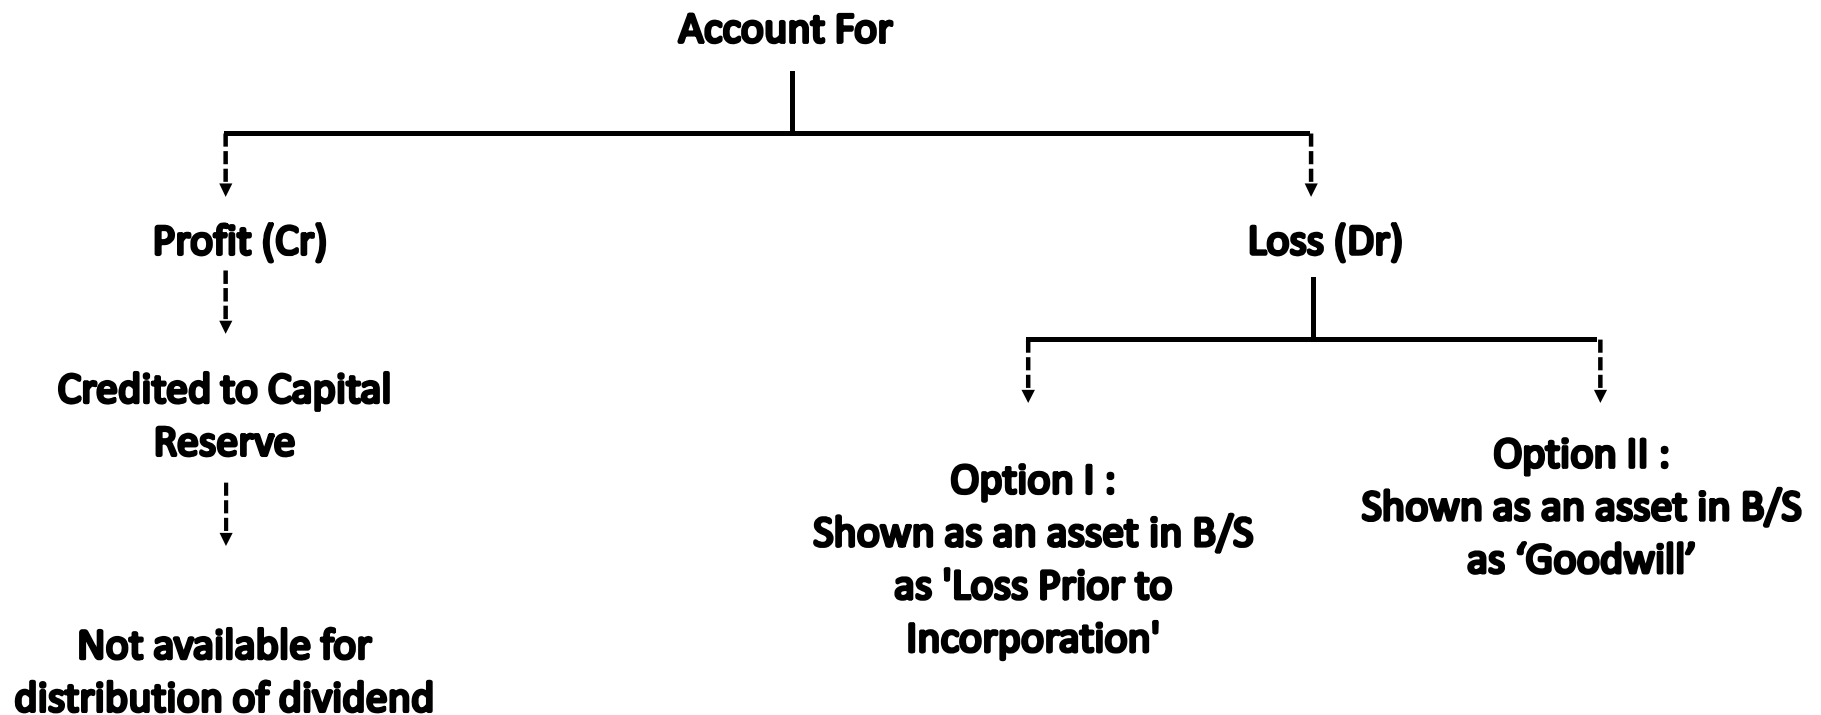 Account For
Profit (Cr)
Loss (Dr)
Credited to Capital
Reserve
Not available for
distribution of dividend
Option I :
Shown as an asset in B/S
as 'Loss Prior to
Incorporation'
Option II :
Shown as an asset in B/S
as ‘Goodwill’